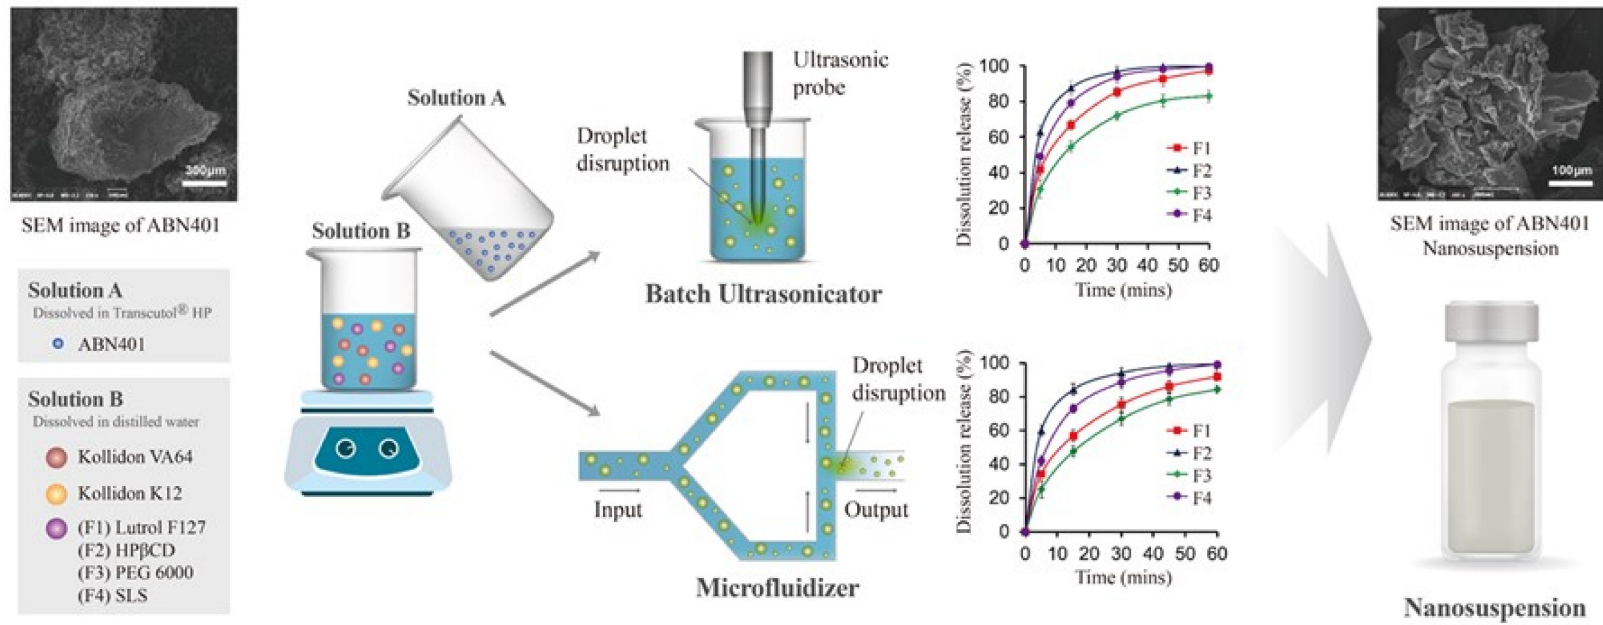 300μm
SEM image of ABN401
Solution A
Dissolved in Transcutol® HP
ABN401
Solution B
Dissolved in distilled water
Kollidon VA64
Kollidon K12
(F1) Lutrol F127
(F2) HPβCD
(F3) PEG 6000
(F4) SLS
Solution A
Solution B
Ultrasonic
probe
Droplet
disruption
Batch Ultrasonicator
Droplet
disruption
Input
Output
Microfluidizer
Dissolution release (%)
100
80
60
40
20
0
F1
F2
F3
F4
0 10 20 30 40 50 60
Time (mins)
Dissolution release (%)
100
80
60
40
20
0
F1
F2
F3
F4
0 10 20 30 40 50 60
Time (mins)
100μm
SEM image of ABN401
Nanosuspension
Nanosuspension